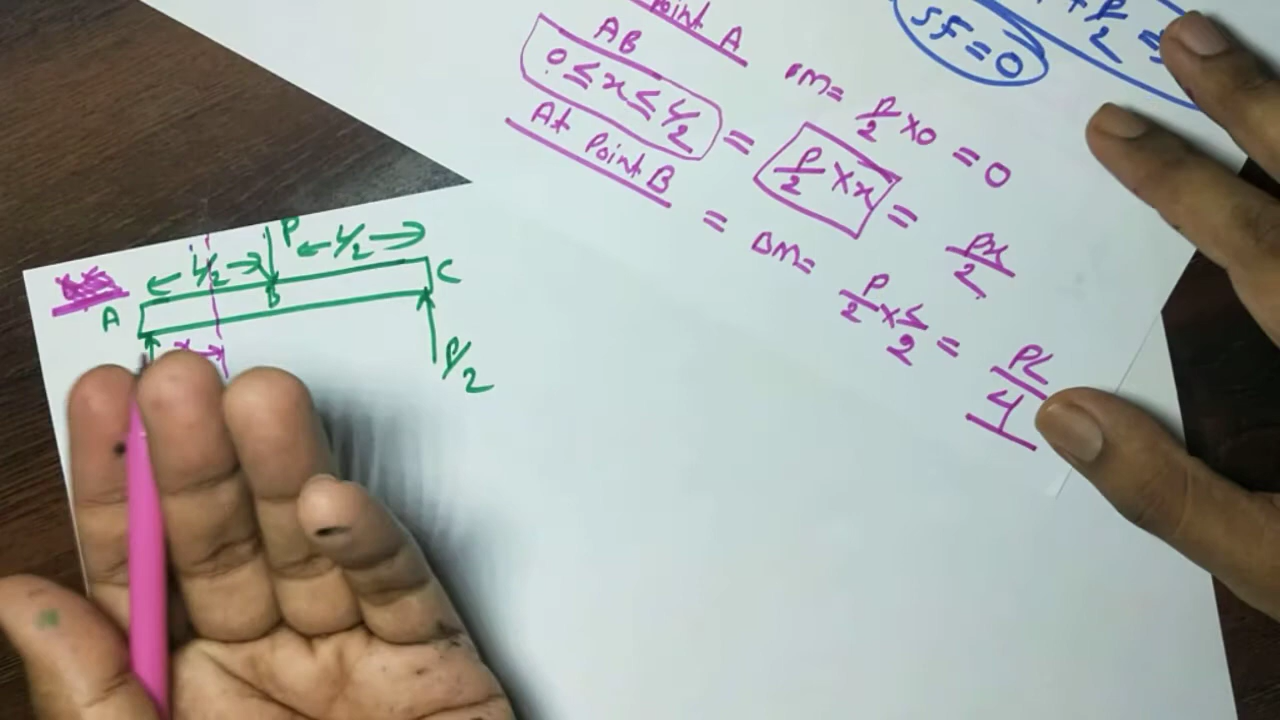 Point A
BM = P/2 × 0 = 0
AB
0 ≤ x ≤ L/2 = P/2 × x = Px/2
At Point B
= BM = P/2 × L/2 = PL/4
SF = 0
P
L/2
L/2
A
B
C
x
P/2